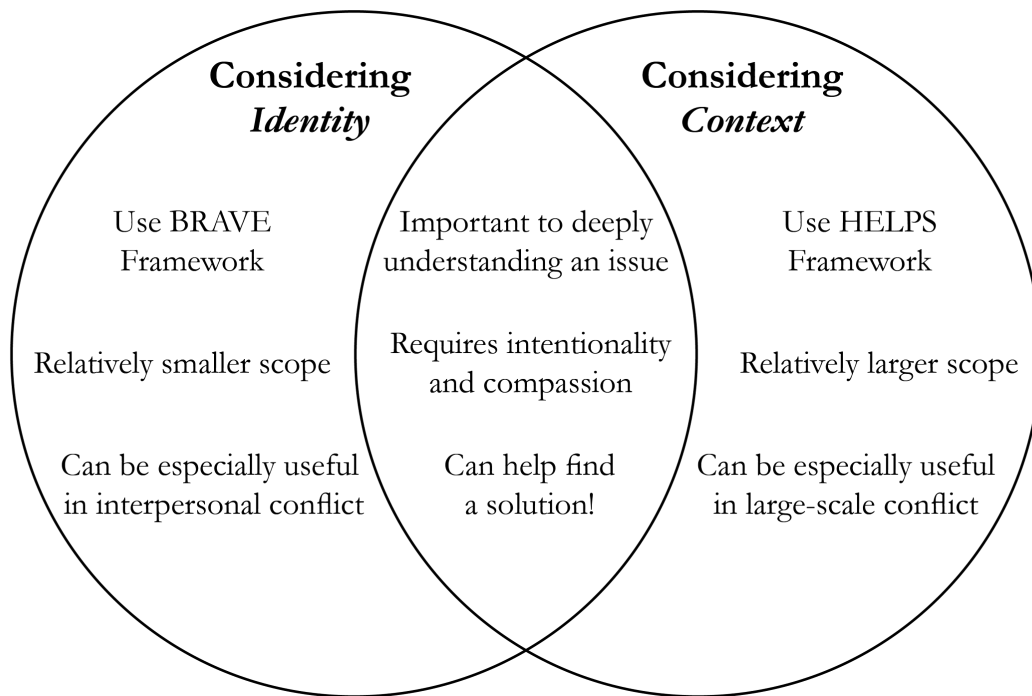 Considering
Identity
Use BRAVE
Framework
Relatively smaller scope
Can be especially useful
in interpersonal conflict
Important to deeply
understanding an issue
Requires intentionality
and compassion
Can help find
a solution!
Considering
Context
Use HELPS
Framework
Relatively larger scope
Can be especially useful
in large-scale conflict